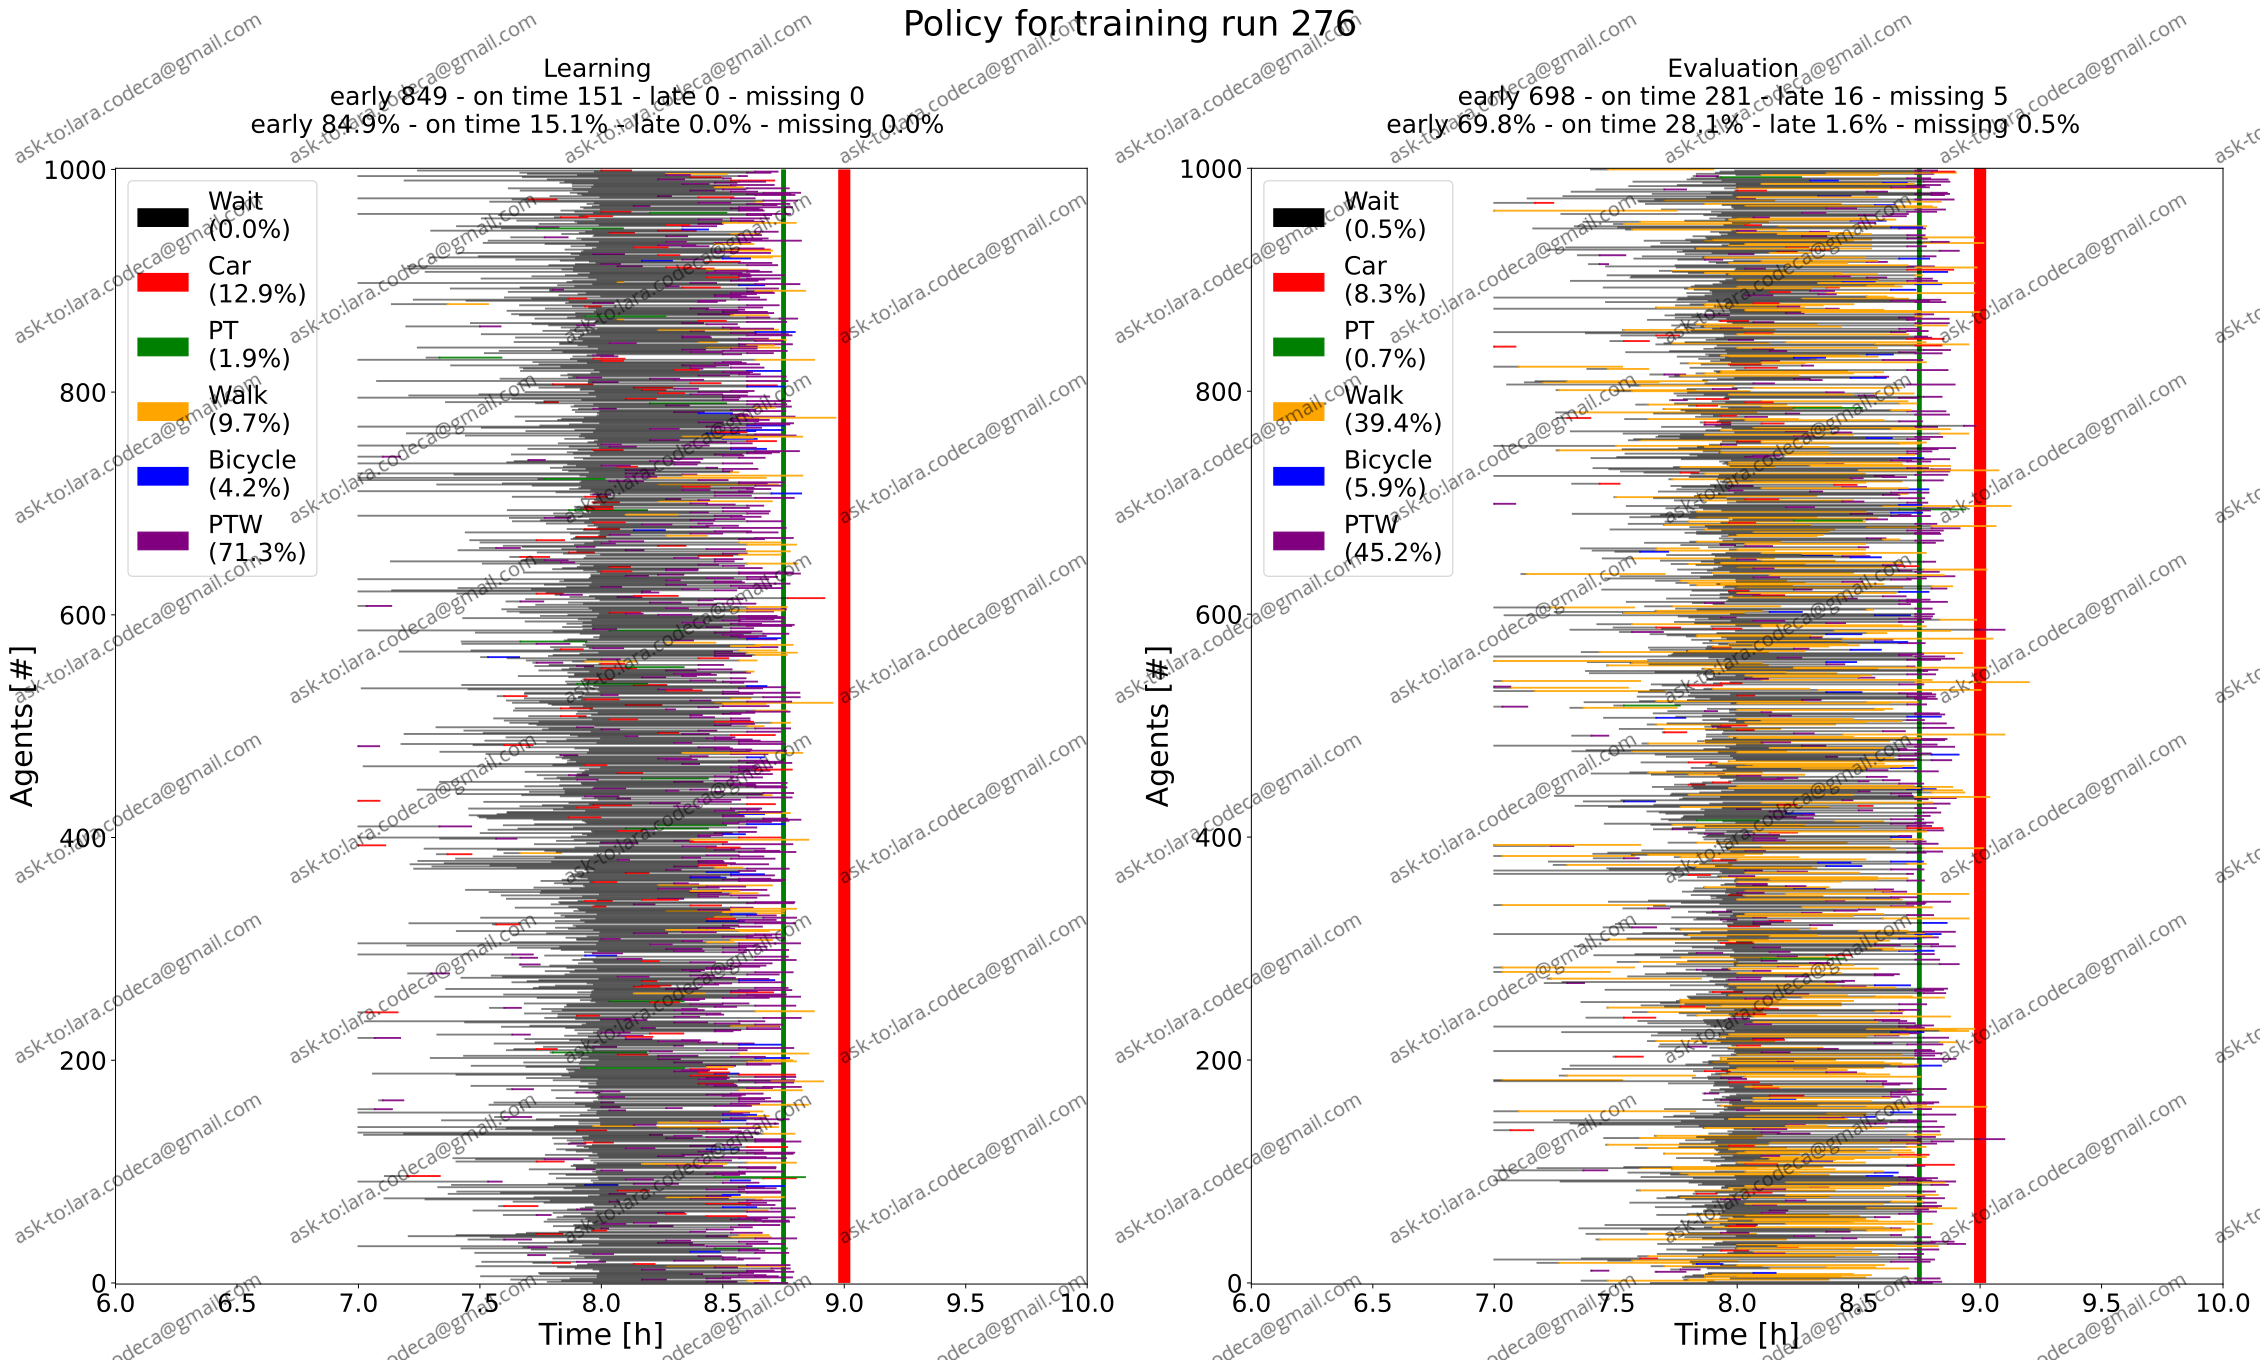 Policy for training run 276
Learning
early 849 - on time 151 - late 0 - missing 0
early 84.9% - on time 15.1% - late 0.0% - missing 0.0%
Evaluation
early 698 - on time 281 - late 16 - missing 5
early 69.8% - on time 28.1% - late 1.6% - missing 0.5%
Agents [#]
1000
800
600
400
200
0
Wait
(0.0%)
Car
(12.9%)
PT
(1.9%)
Walk
(9.7%)
Bicycle
(4.2%)
PTW
(71.3%)
6.0 6.5 7.0 7.5 8.0 8.5 9.0 9.5 10.0
Time [h]
Agents [#]
1000
800
600
400
200
0
Wait
(0.5%)
Car
(8.3%)
PT
(0.7%)
Walk
(39.4%)
Bicycle
(5.9%)
PTW
(45.2%)
6.0 6.5 7.0 7.5 8.0 8.5 9.0 9.5 10.0
Time [h]
ask-to:lara.codeca@gmail.com